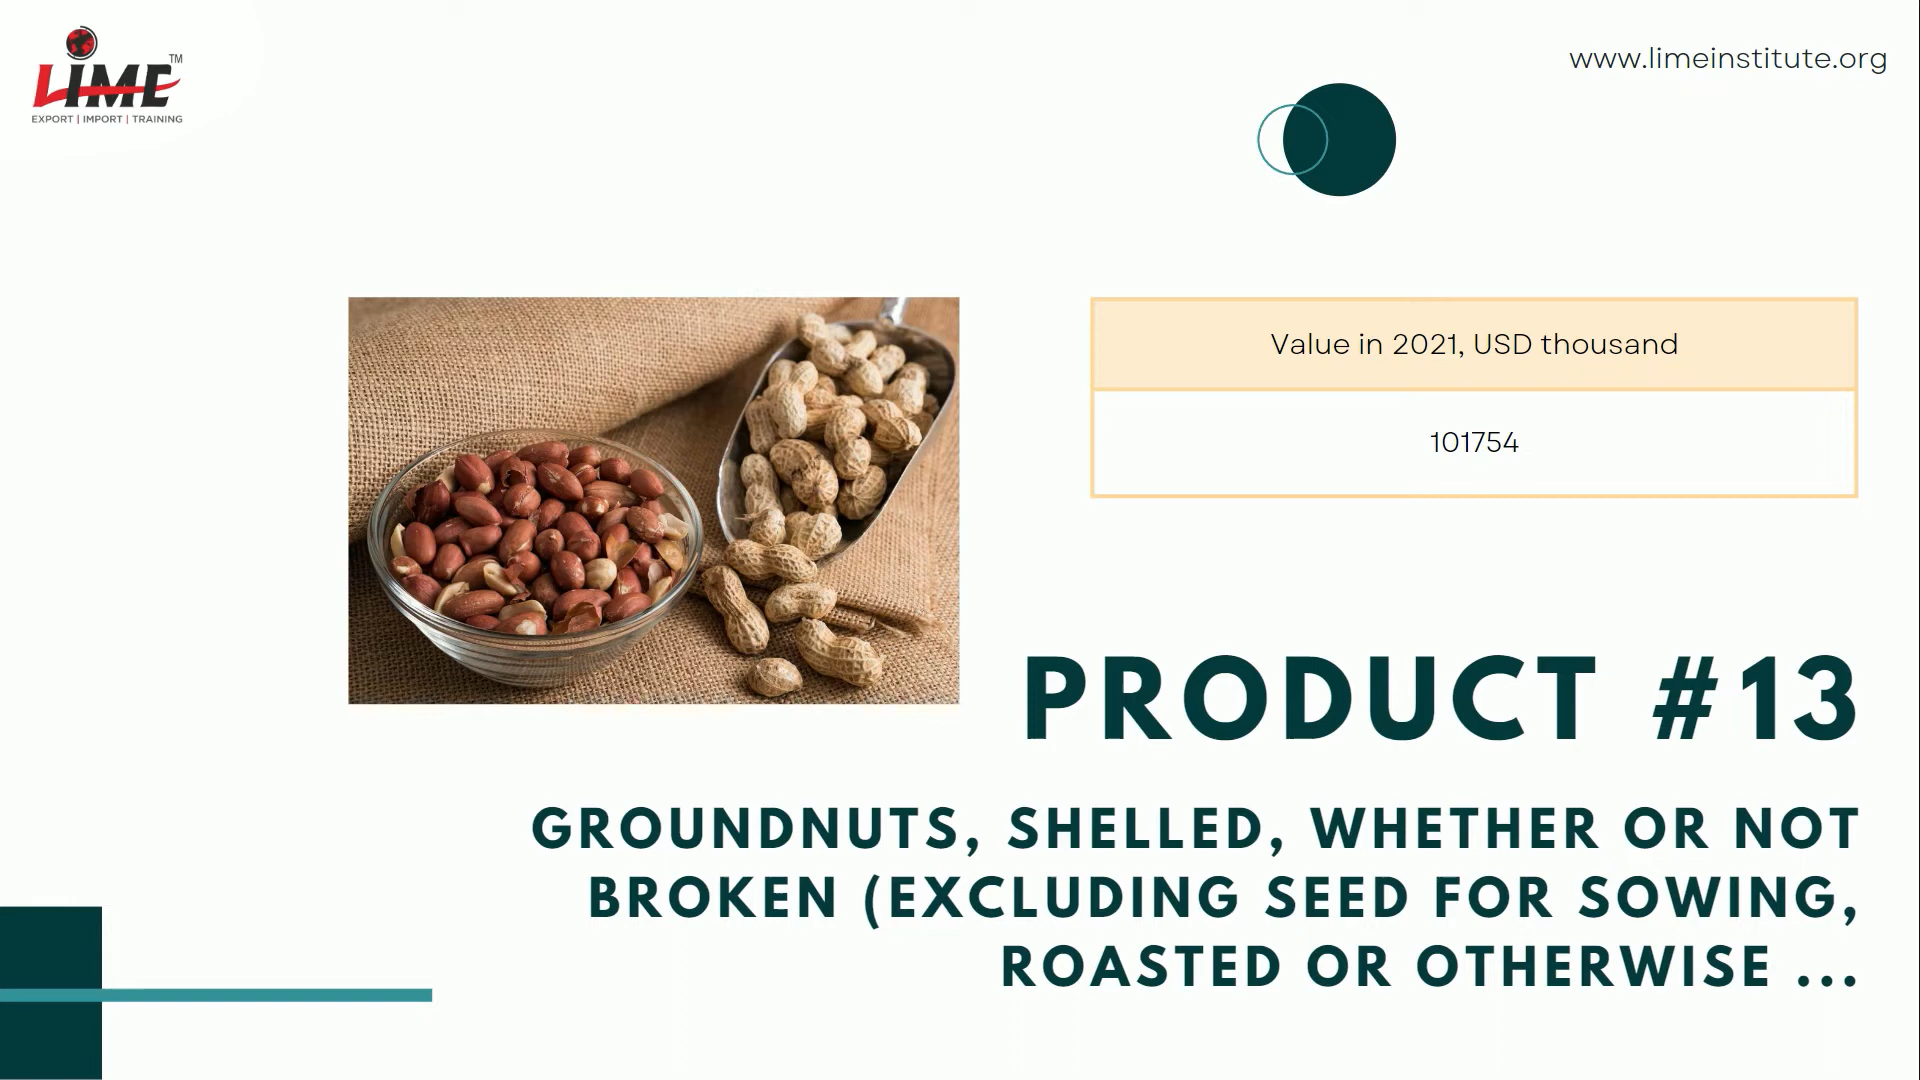 LIME TM
EXPORT | IMPORT | TRAINING
www.limeinstitute.org
Value in 2021, USD thousand
101754
PRODUCT #13
GROUNDNUTS, SHELLED, WHETHER OR NOT
BROKEN (EXCLUDING SEED FOR SOWING,
ROASTED OR OTHERWISE ...